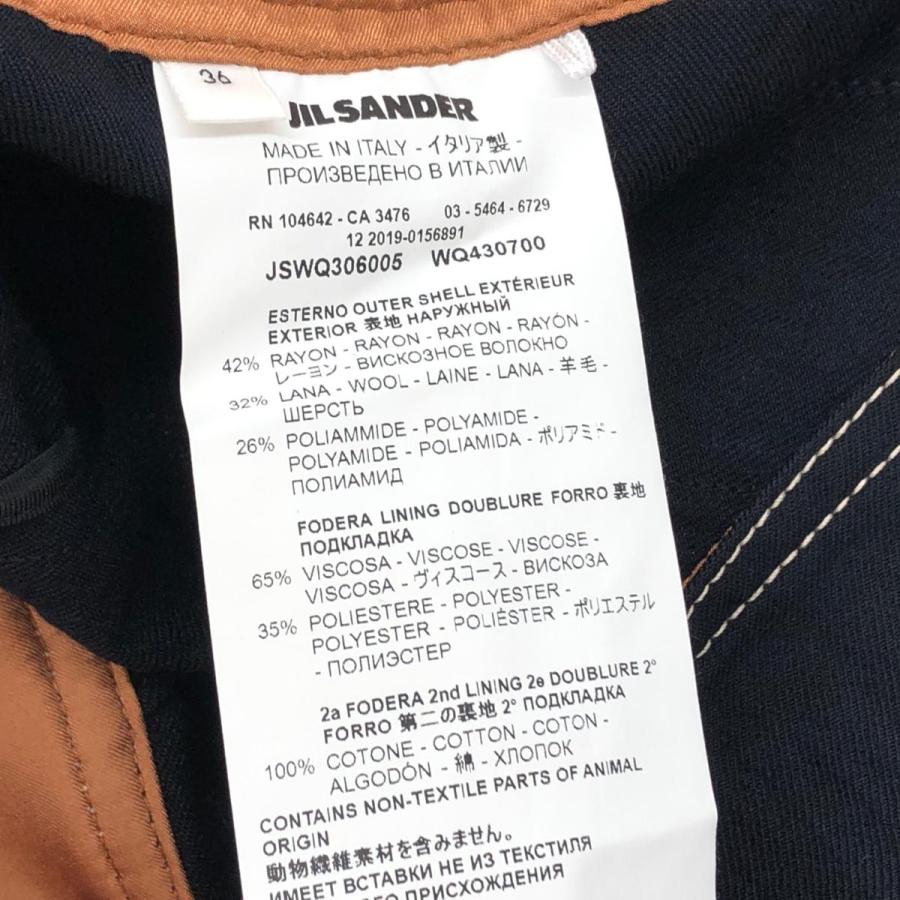 36
JIL SANDER
MADE IN ITALY - イタリア製 -
ПРОИЗВЕДЕНО В ИТАЛИИ
RN 104642 - CA 3476 03 - 5464 - 6729
12 2019-0156891
JSWQ306005 WQ430700
ESTERNO OUTER SHELL EXTÉRIEUR
EXTERIOR 表地 НАРУЖНЫЙ
42% RAYON - RAYON - RAYON - RAYÓN -
レーヨン - ВИСКОЗНОЕ ВОЛОКНО
32% LANA - WOOL - LAINE - LANA - 羊毛 -
ШЕРСТЬ
26% POLIAMMIDE - POLYAMIDE -
POLYAMIDE - POLIAMIDA - ポリアミド -
ПОЛИАМИД
FODERA LINING DOUBLURE FORRO 裏地
ПОДКЛАДКА
65% VISCOSA - VISCOSE - VISCOSE -
VISCOSA - ヴィスコース - ВИСКОЗА
35% POLIESTERE - POLYESTER -
POLYESTER - POLIÉSTER - ポリエステル
- ПОЛИЭСТЕР
2a FODERA 2nd LINING 2e DOUBLURE 2°
FORRO 第二の裏地 2° ПОДКЛАДКА
100% COTONE - COTTON - COTON -
ALGODÓN - 綿 - ХЛОПОК
CONTAINS NON-TEXTILE PARTS OF ANIMAL
ORIGIN
動物繊維素材を含みません。
ИМЕЕТ ВСТАВКИ НЕ ИЗ ТЕКСТИЛЯ
ПРОИСХОЖДЕНИЯ